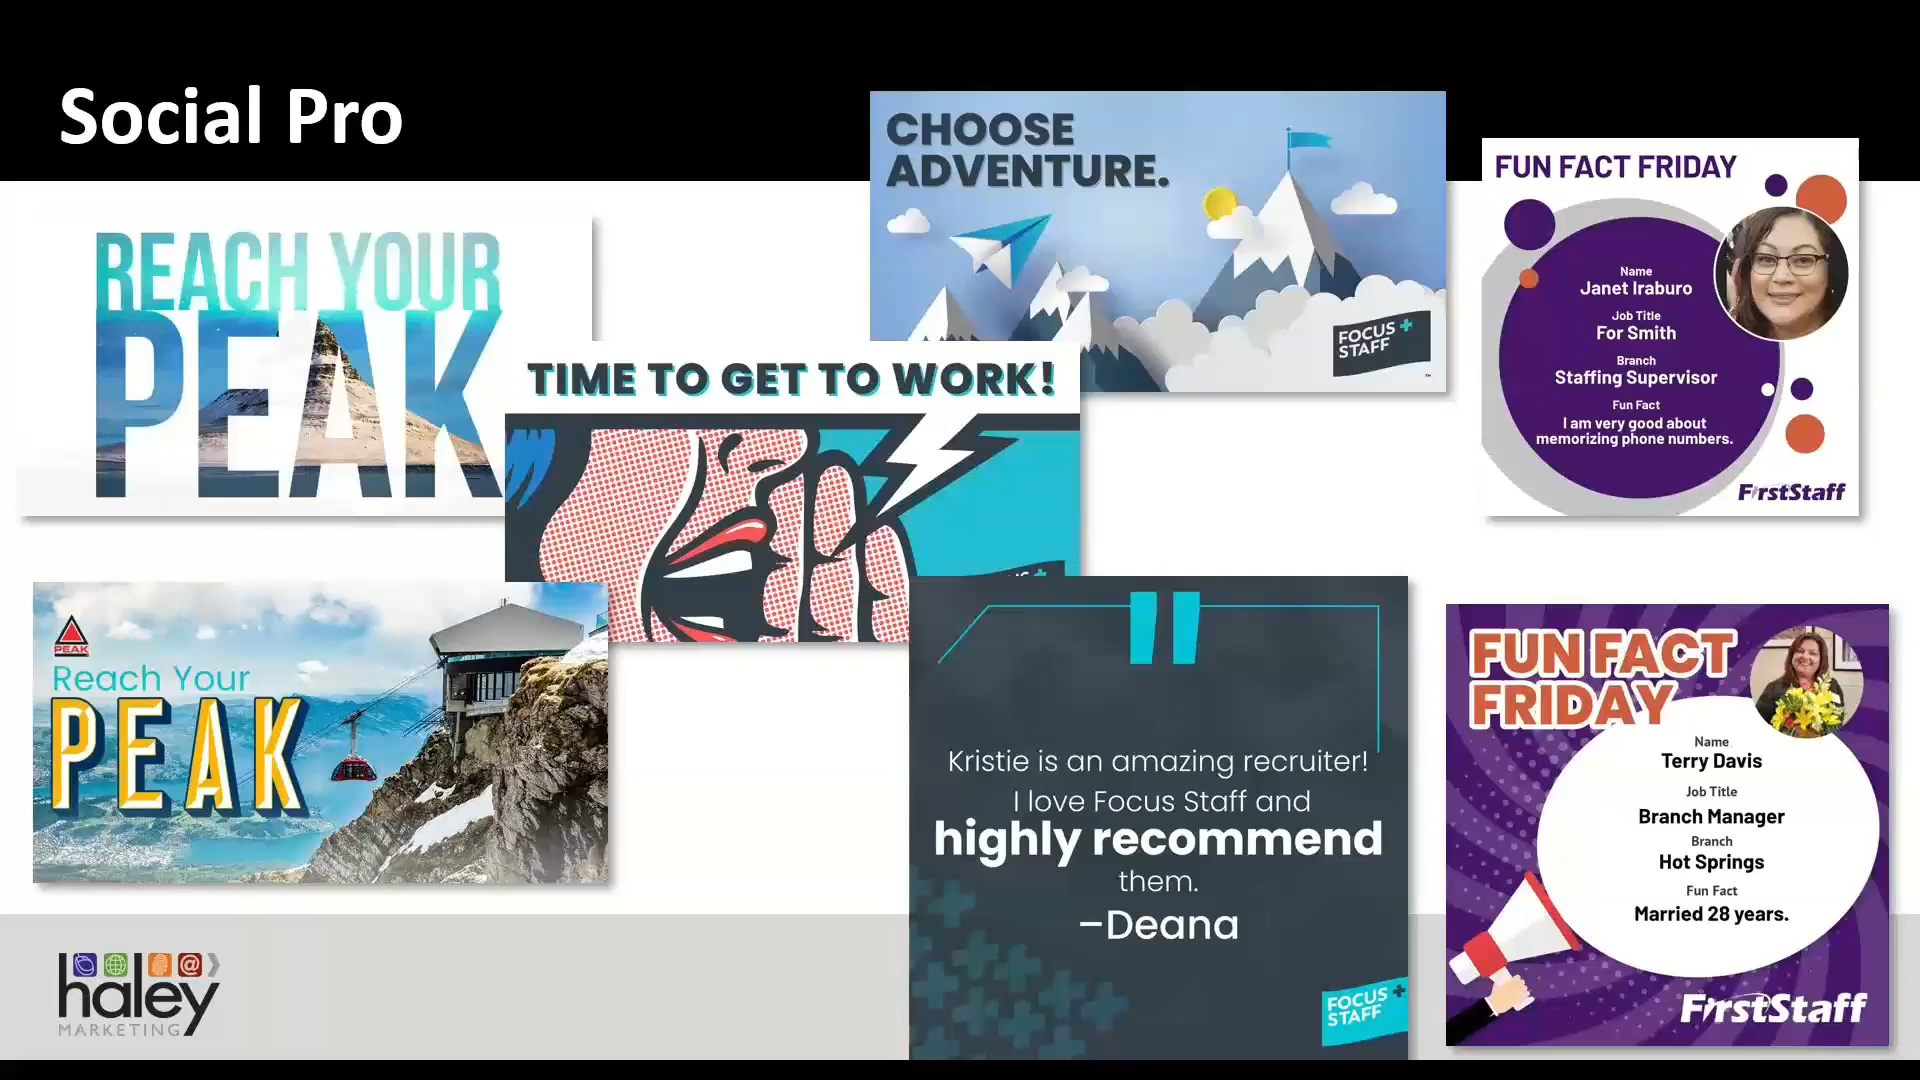 Social Pro
REACH YOUR
PEAK
CHOOSE
ADVENTURE.
FOCUS
STAFF
TIME TO GET TO WORK!
FUN FACT FRIDAY
Name
Janet Iraburo
Job Title
For Smith
Branch
Staffing Supervisor
Fun Fact
I am very good about
memorizing phone numbers.
FirstStaff
PEAK
Reach Your
PEAK
Kristie is an amazing recruiter!
I love Focus Staff and
highly recommend
them.
–Deana
FOCUS
STAFF
FUN FACT
FRIDAY
Name
Terry Davis
Job Title
Branch Manager
Branch
Hot Springs
Fun Fact
Married 28 years.
FirstStaff
haley
MARKETING